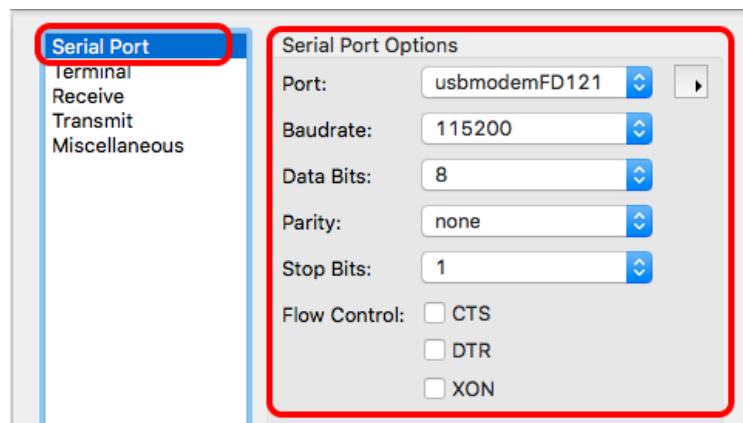 Serial Port
Terminal
Receive
Transmit
Miscellaneous
Serial Port Options
Port: usbmodemFD121
Baudrate: 115200
Data Bits: 8
Parity: none
Stop Bits: 1
Flow Control: CTS
DTR
XON